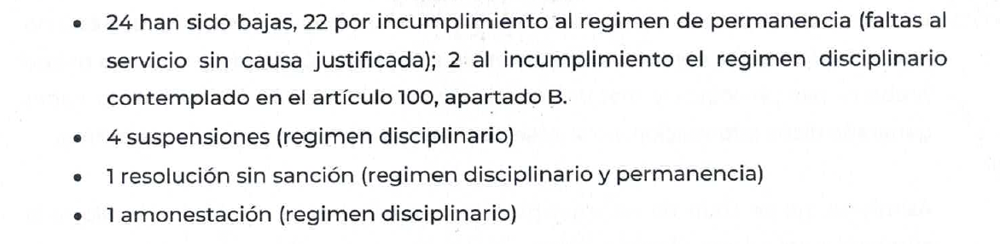 • 24 han sido bajas, 22 por incumplimiento al regimen de permanencia (faltas al
servicio sin causa justificada); 2 al incumplimiento el regimen disciplinario
contemplado en el artículo 100, apartado B.
• 4 suspensiones (regimen disciplinario)
• 1 resolución sin sanción (regimen disciplinario y permanencia)
• 1 amonestación (regimen disciplinario)